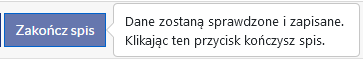 Zakończ spis
Dane zostaną sprawdzone i zapisane.
Klikając ten przycisk kończysz spis.